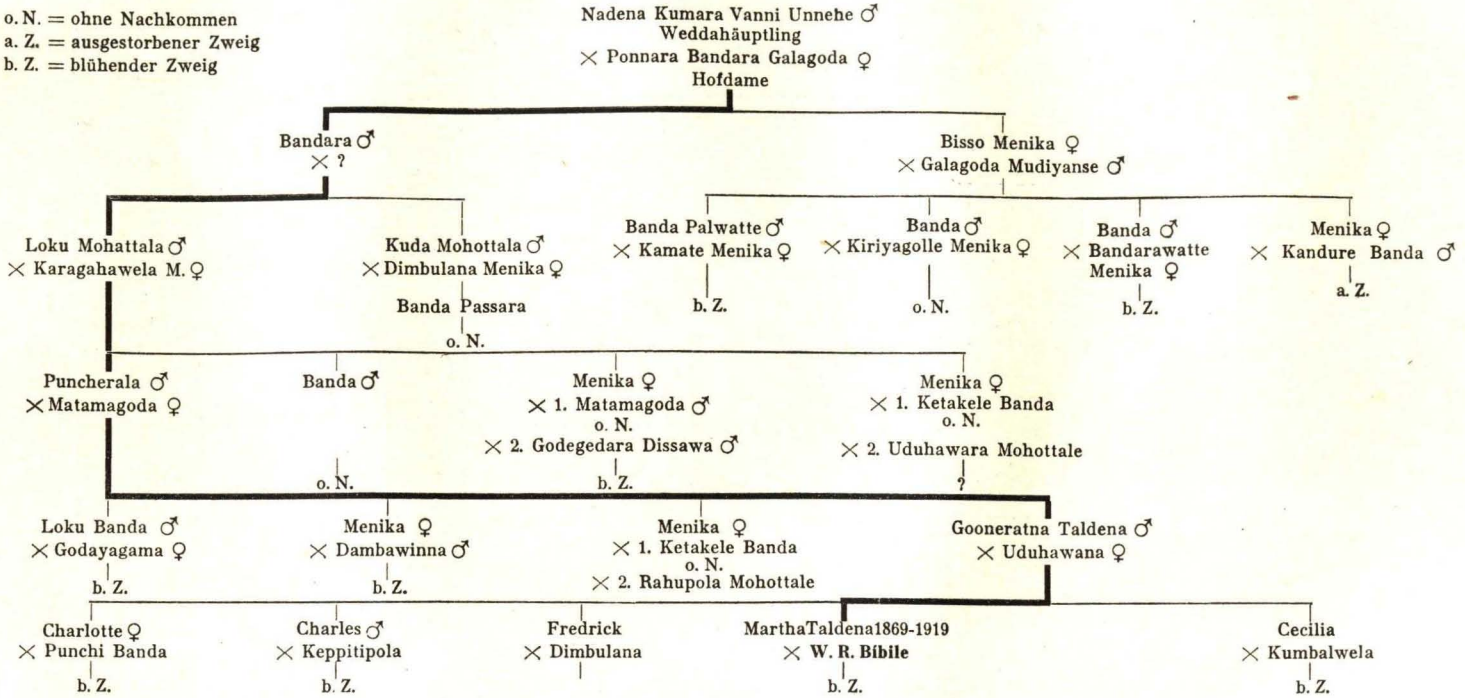 o. N. = ohne Nachkommen
a. Z. = ausgestorbener Zweig
b. Z. = blühender Zweig
Nadena Kumara Vanni Unnehe ♂
Weddahäuptling
× Ponnara Bandara Galagoda ♀
Hofdame
Bandara ♂
× ?
Bisso Menika ♀
× Galagoda Mudiyanse ♂
Loku Mohattala ♂
× Karagahawela M. ♀
Kuda Mohottala ♂
× Dimbulana Menika ♀
Banda Passara
o. N.
Banda Palwatte ♂
× Kamate Menika ♀
b. Z.
Banda ♂
× Kiriyagolle Menika ♀
o. N.
Banda ♂
× Bandarawatte
Menika ♀
b. Z.
Menika ♀
× Kandure Banda ♂
a. Z.
Puncherala ♂
× Matamagoda ♀
Banda ♂
o. N.
Menika ♀
× 1. Matamagoda ♂
o. N.
× 2. Godegedara Dissawa ♂
b. Z.
Menika ♀
× 1. Ketakele Banda
o. N.
× 2. Uduhawara Mohottale
?
Loku Banda ♂
× Godayagama ♀
b. Z.
Menika ♀
× Dambawinna ♂
b. Z.
Menika ♀
× 1. Ketakele Banda
o. N.
× 2. Rahupola Mohottale
Gooneratna Taldena ♂
× Uduhawana ♀
Charlotte ♀
× Punchi Banda
b. Z.
Charles ♂
× Keppitipola
b. Z.
Fredrick
× Dimbulana
MarthaTaldena1869-1919
× W. R. Bibile
b. Z.
Cecilia
× Kumbalwela
b. Z.